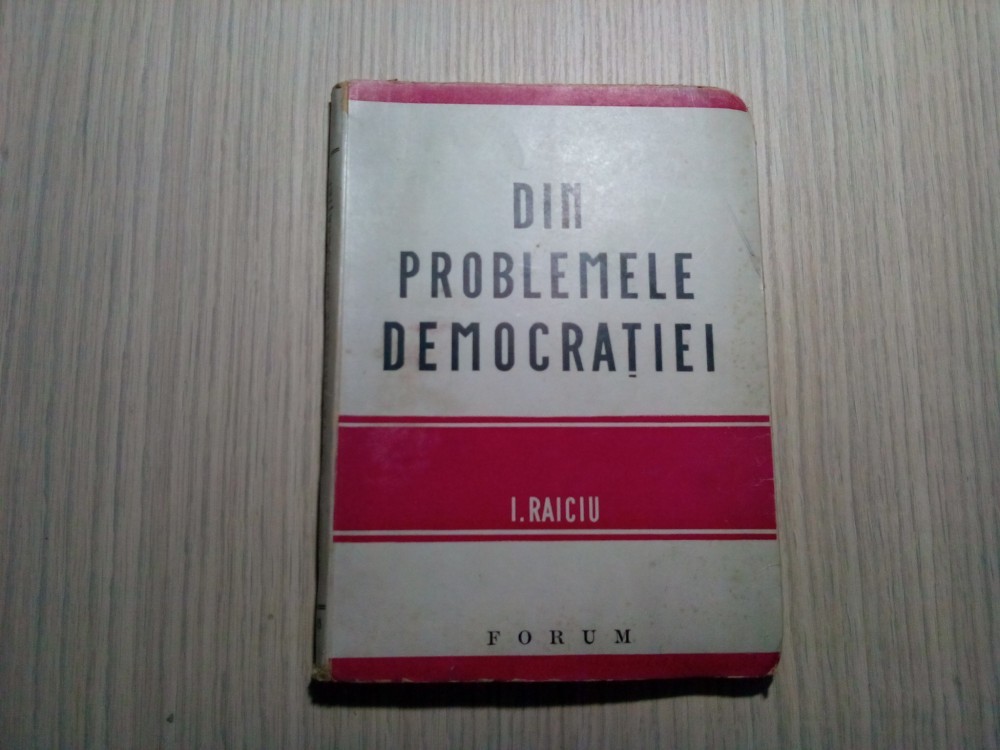 DIN
PROBLEMELE
DEMOCRAȚIEI
I. RAICIU
FORUM